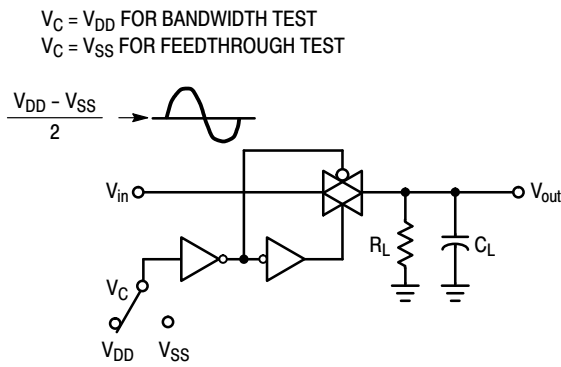 V_C = V_DD FOR BANDWIDTH TEST
V_C = V_SS FOR FEEDTHROUGH TEST
V_DD – V_SS
2
V_in
V_out
R_L
C_L
V_C
V_DD
V_SS